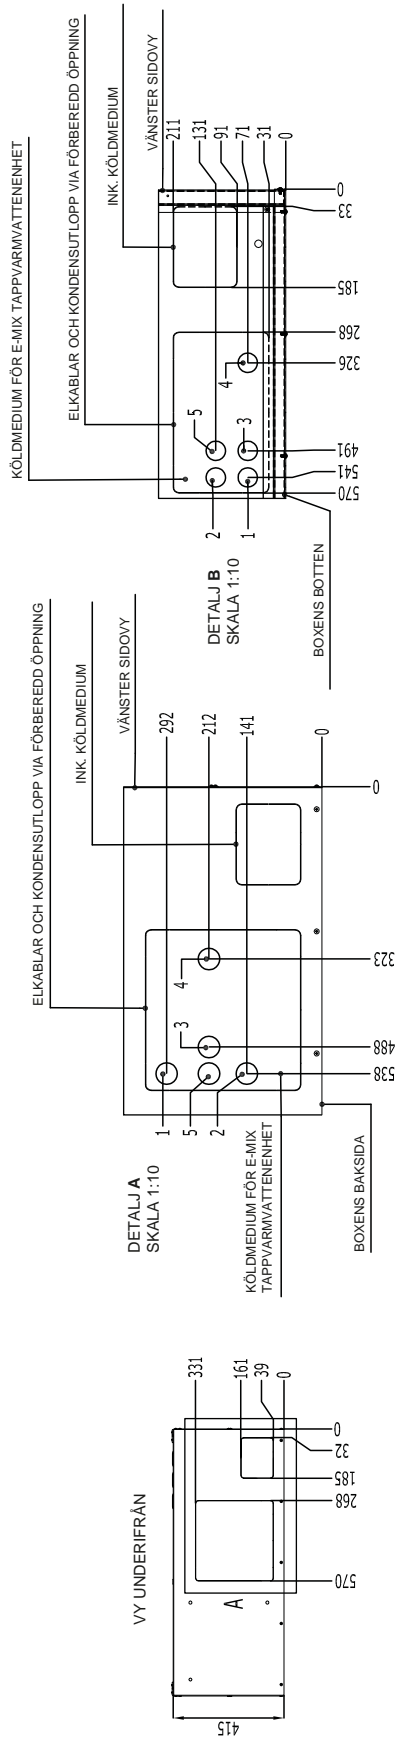 VY UNDERIFRÅN
415
A
331
161
39
0
570
268
185
32
0
DETALJ A
SKALA 1:10
ELKABLAR OCH KONDENSUTLOPP VIA FÖRBEREDD ÖPPNING
INK. KÖLDMEDIUM
VÄNSTER SIDOVY
1
5
2
3
4
292
212
141
0
KÖLDMEDIUM FÖR E-MIX
TAPPVARMVATTENENHET
BOXENS BAKSIDA
538
488
323
0
KÖLDMEDIUM FÖR E-MIX TAPPVARMVATTENENHET
ELKABLAR OCH KONDENSUTLOPP VIA FÖRBEREDD ÖPPNING
INK. KÖLDMEDIUM
VÄNSTER SIDOVY
DETALJ B
SKALA 1:10
2
5
1
3
4
211
131
91
71
31
0
BOXENS BOTTEN
570
541
491
326
268
185
33
0